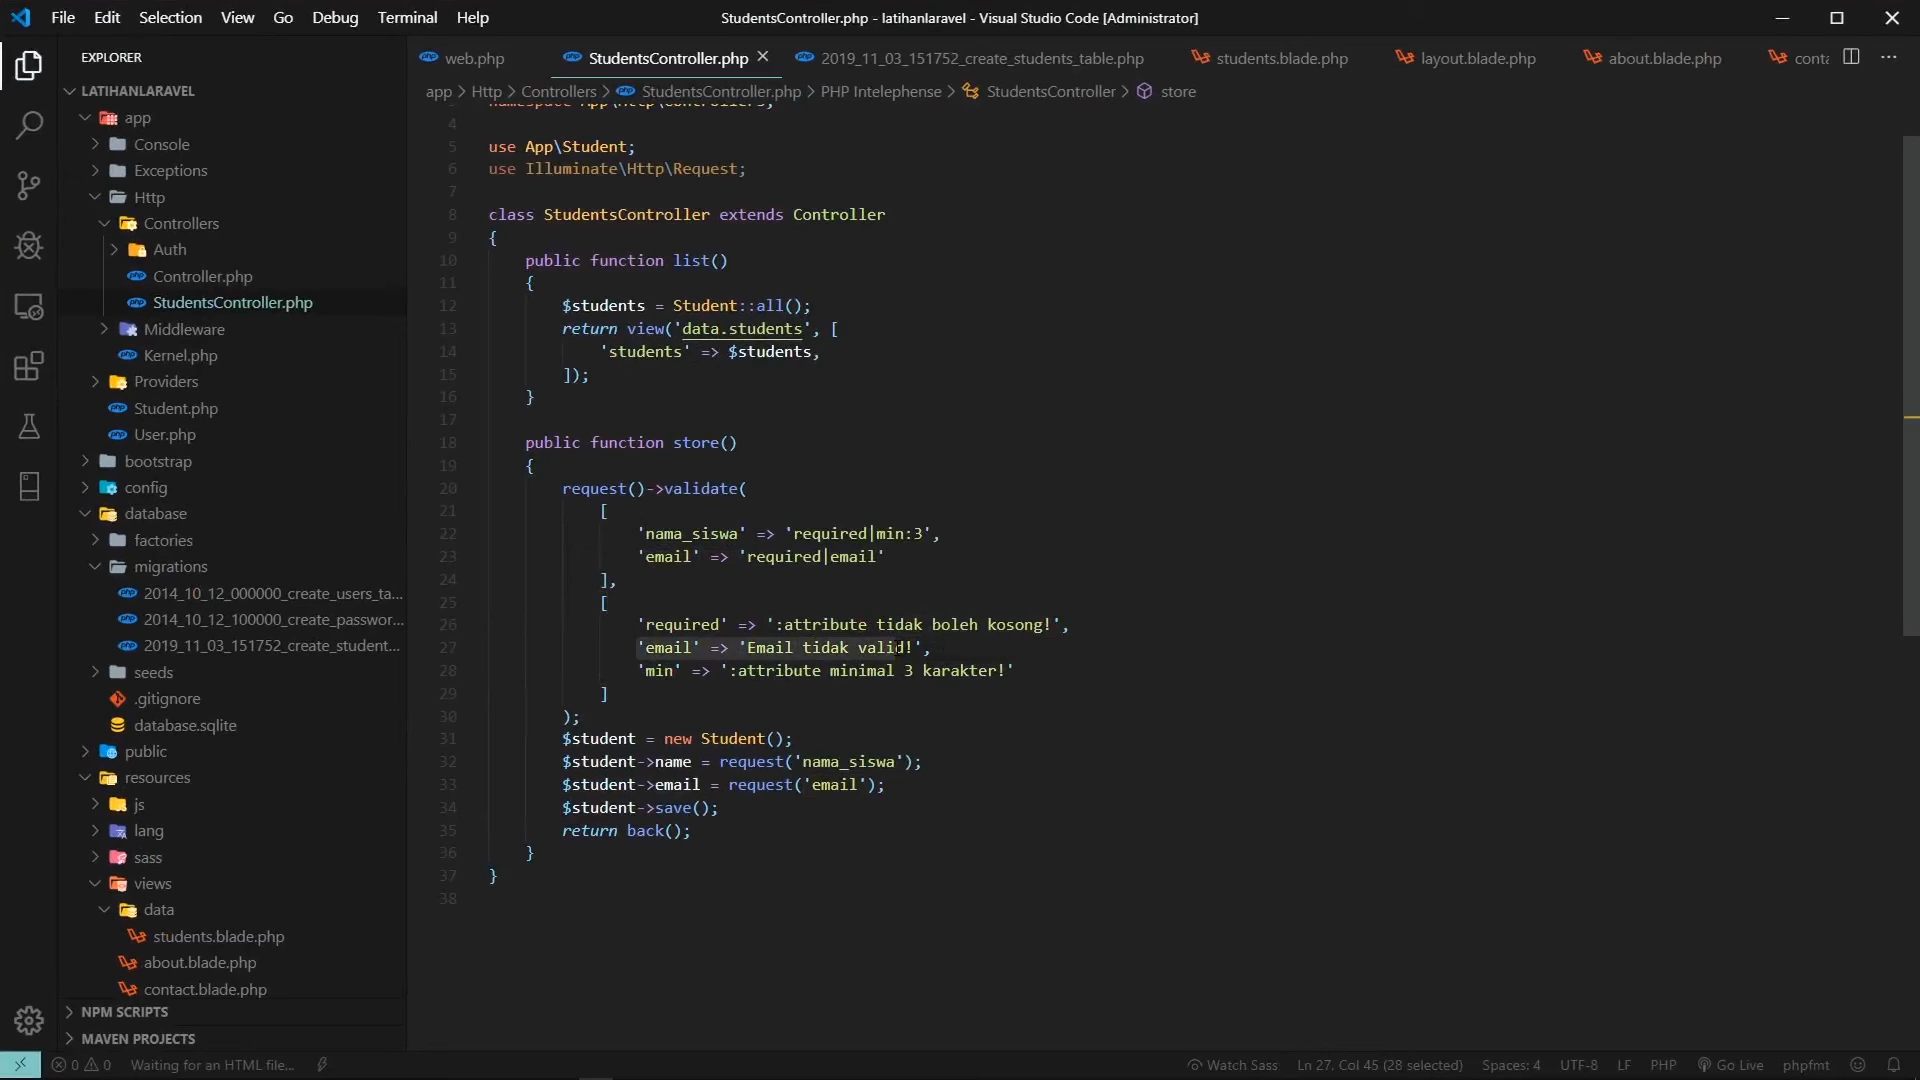 File Edit Selection View Go Debug Terminal Help
StudentsController.php - latihanlaravel - Visual Studio Code [Administrator]
EXPLORER
LATIHANLARAVEL
app
Console
Exceptions
Http
Controllers
Auth
Controller.php
StudentsController.php
Middleware
Kernel.php
Providers
Student.php
User.php
bootstrap
config
database
factories
migrations
2014_10_12_000000_create_users_ta...
2014_10_12_100000_create_passwor...
2019_11_03_151752_create_student...
seeds
.gitignore
database.sqlite
public
resources
js
lang
sass
views
data
students.blade.php
about.blade.php
contact.blade.php
NPM SCRIPTS
MAVEN PROJECTS
web.php StudentsController.php 2019_11_03_151752_create_students_table.php students.blade.php layout.blade.php about.blade.php conta
app > Http > Controllers > StudentsController.php > PHP Intelephense > StudentsController > store
namespace App\Http\Controllers;
4
5 use App\Student;
6 use Illuminate\Http\Request;
7
8 class StudentsController extends Controller
9 {
10 public function list()
11 {
12 $students = Student::all();
13 return view('data.students', [
14 'students' => $students,
15 ]);
16 }
17
18 public function store()
19 {
20 request()->validate(
21 [
22 'nama_siswa' => 'required|min:3',
23 'email' => 'required|email'
24 ],
25 [
26 'required' => ':attribute tidak boleh kosong!',
27 'email' => 'Email tidak valid!',
28 'min' => ':attribute minimal 3 karakter!'
29 ]
30 );
31 $student = new Student();
32 $student->name = request('nama_siswa');
33 $student->email = request('email');
34 $student->save();
35 return back();
36 }
37 }
38
0 0 Waiting for an HTML file... Watch Sass Ln 27, Col 45 (28 selected) Spaces: 4 UTF-8 LF PHP Go Live phpfmt